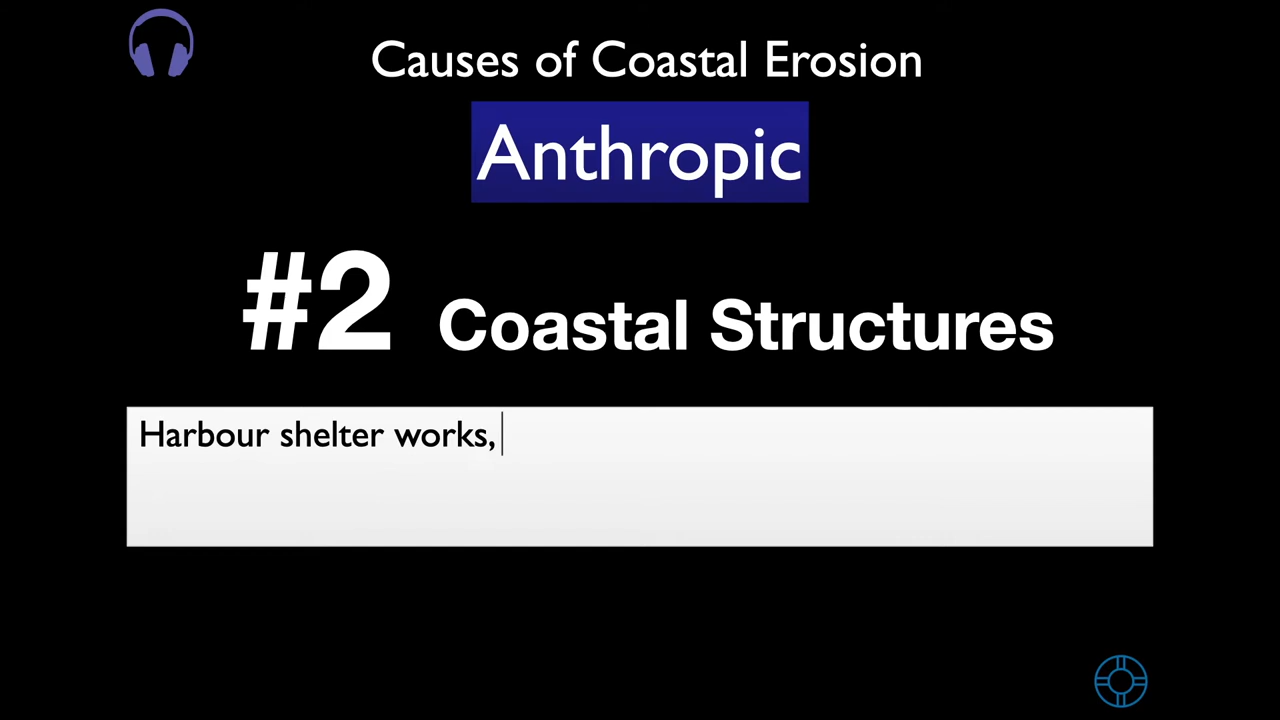 Causes of Coastal Erosion
Anthropic
#2 Coastal Structures
Harbour shelter works,